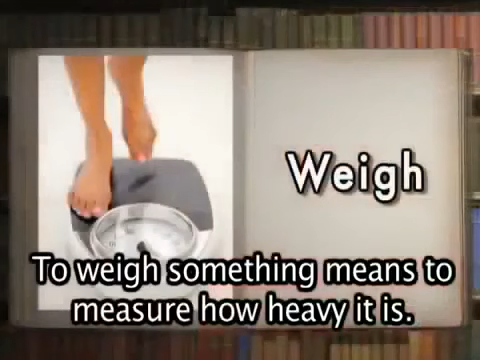 Weigh
To weigh something means to
measure how heavy it is.